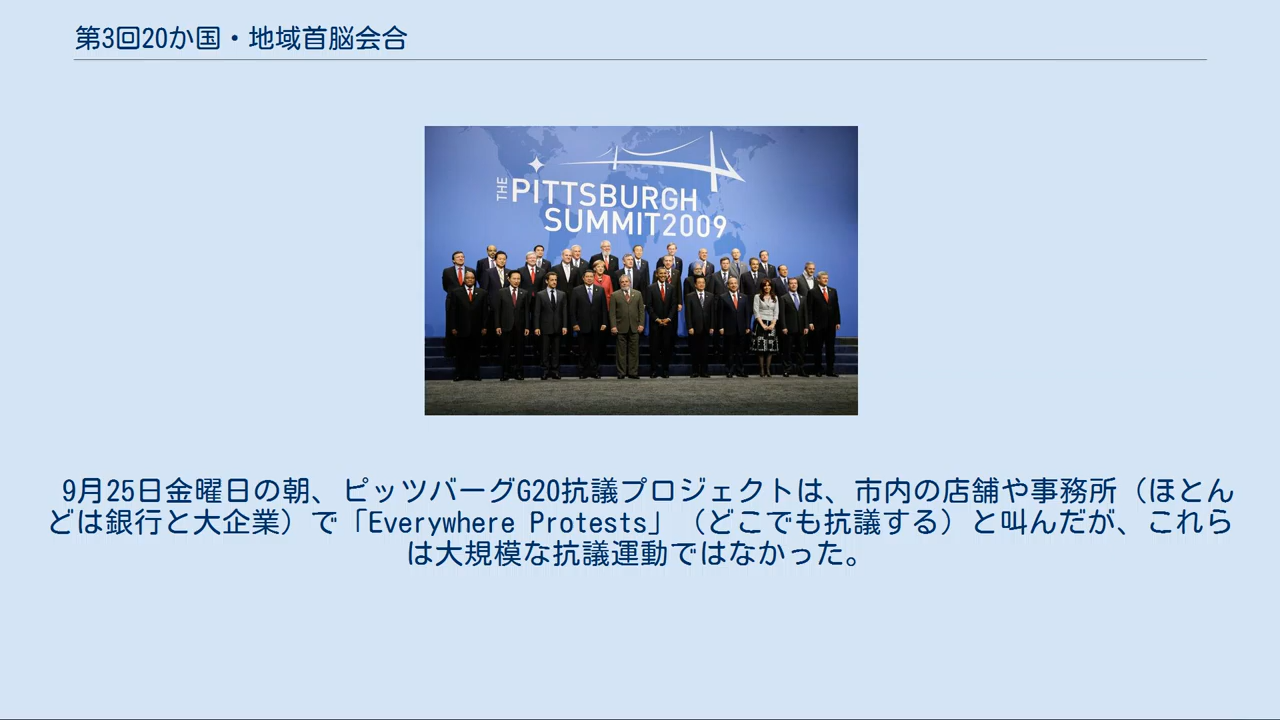 第3回20か国・地域首脳会合
THE
PITTSBURGH
SUMMIT2009
9月25日金曜日の朝、ピッツバーグG20抗議プロジェクトは、市内の店舗や事務所（ほとん
どは銀行と大企業）で「Everywhere Protests」（どこでも抗議する）と叫んだが、これら
は大規模な抗議運動ではなかった。